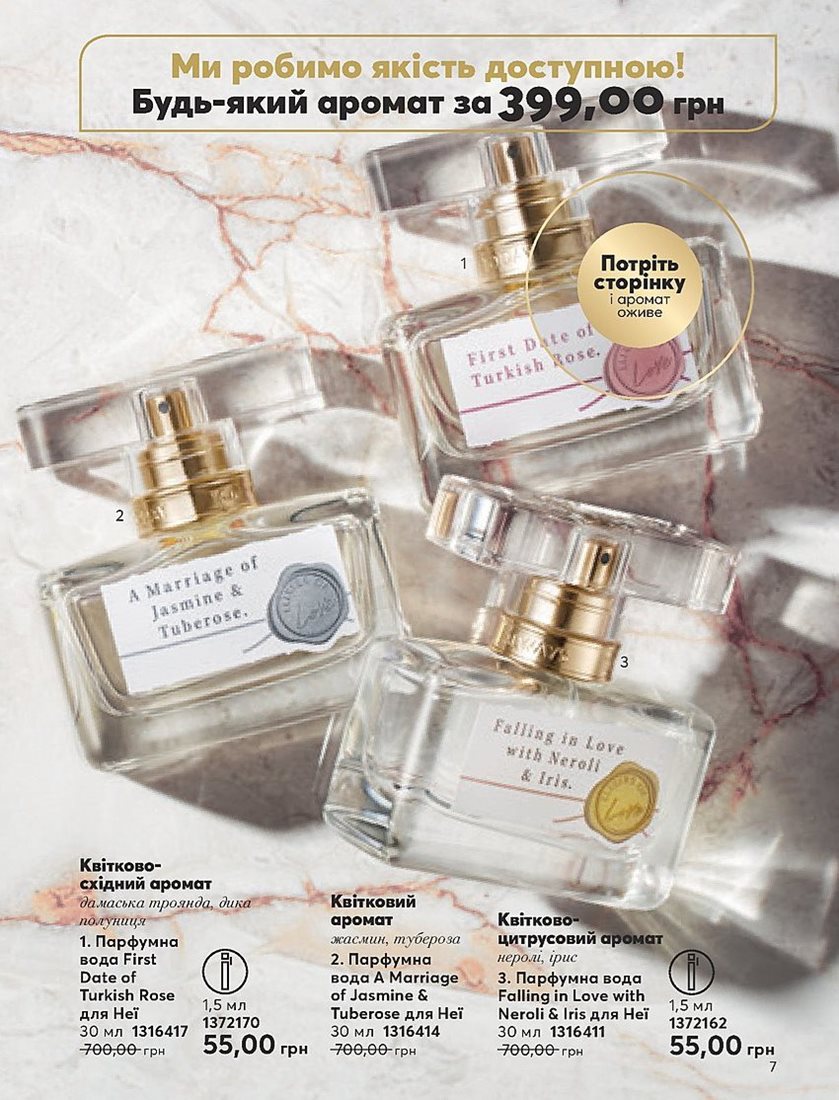 Ми робимо якість доступною!
Будь-який аромат за 399,00 грн
1
Потріть
сторінку
і аромат
оживе
First Date of
Turkish Rose.
Love
2
A Marriage of
Jasmine &
Tuberose.
Love
3
Falling in Love
with Neroli
& Iris.
Love
Квітково-
східний аромат
дамаська троянда, дика
полуниця
1. Парфумна
вода First
Date of
Turkish Rose
для Неї
30 мл 1316417
700,00 грн
1,5 мл
1372170
55,00 грн
Квітковий
аромат
жасмин, тубероза
2. Парфумна
вода A Marriage
of Jasmine &
Tuberose для Неї
30 мл 1316414
700,00 грн
Квітково-
цитрусовий аромат
неролі, ірис
3. Парфумна вода
Falling in Love with
Neroli & Iris для Неї
30 мл 1316411
700,00 грн
1,5 мл
1372162
55,00 грн
7